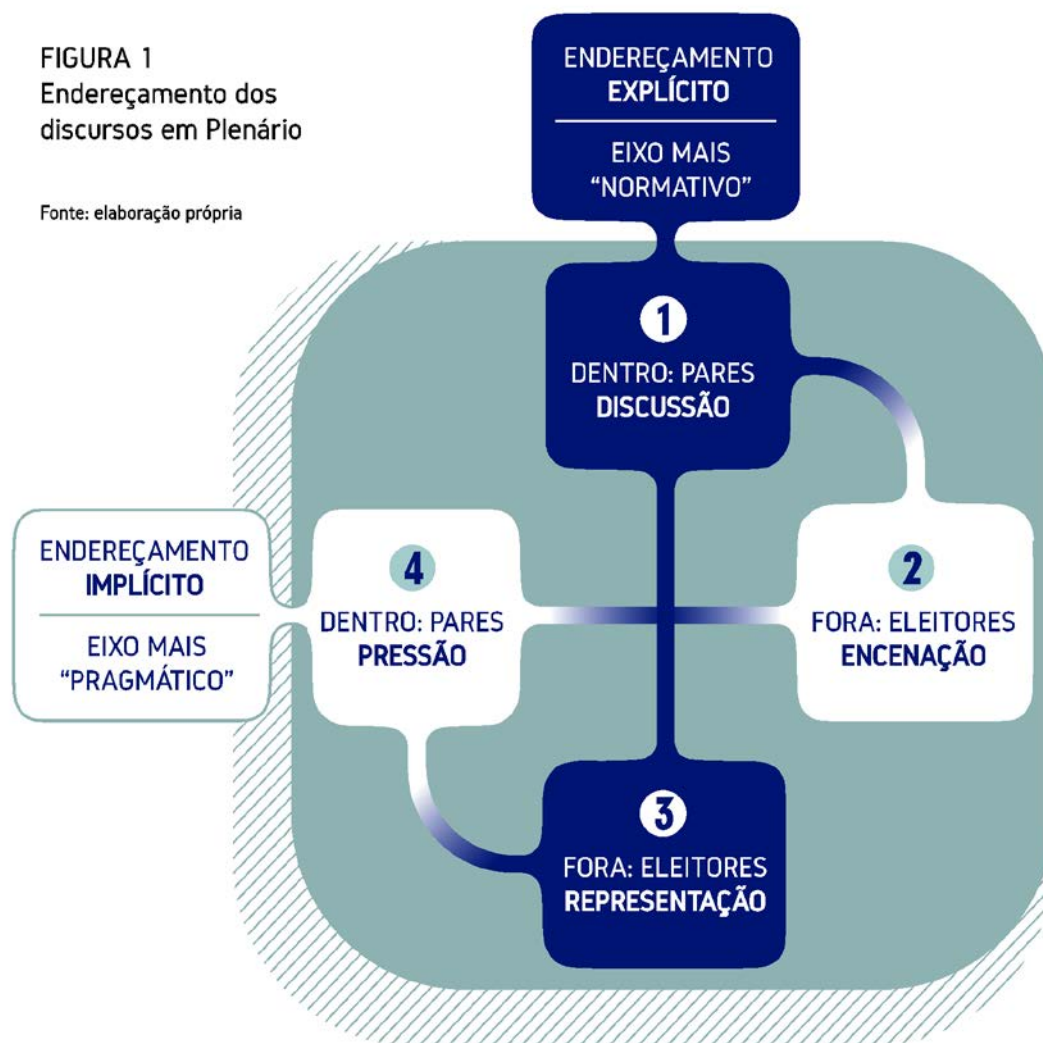 FIGURA 1
Endereçamento dos
discursos em Plenário
Fonte: elaboração própria
ENDEREÇAMENTO
EXPLÍCITO
EIXO MAIS
“NORMATIVO”
1
DENTRO: PARES
DISCUSSÃO
ENDEREÇAMENTO
IMPLÍCITO
EIXO MAIS
“PRAGMÁTICO”
4
DENTRO: PARES
PRESSÃO
2
FORA: ELEITORES
ENCENAÇÃO
3
FORA: ELEITORES
REPRESENTAÇÃO